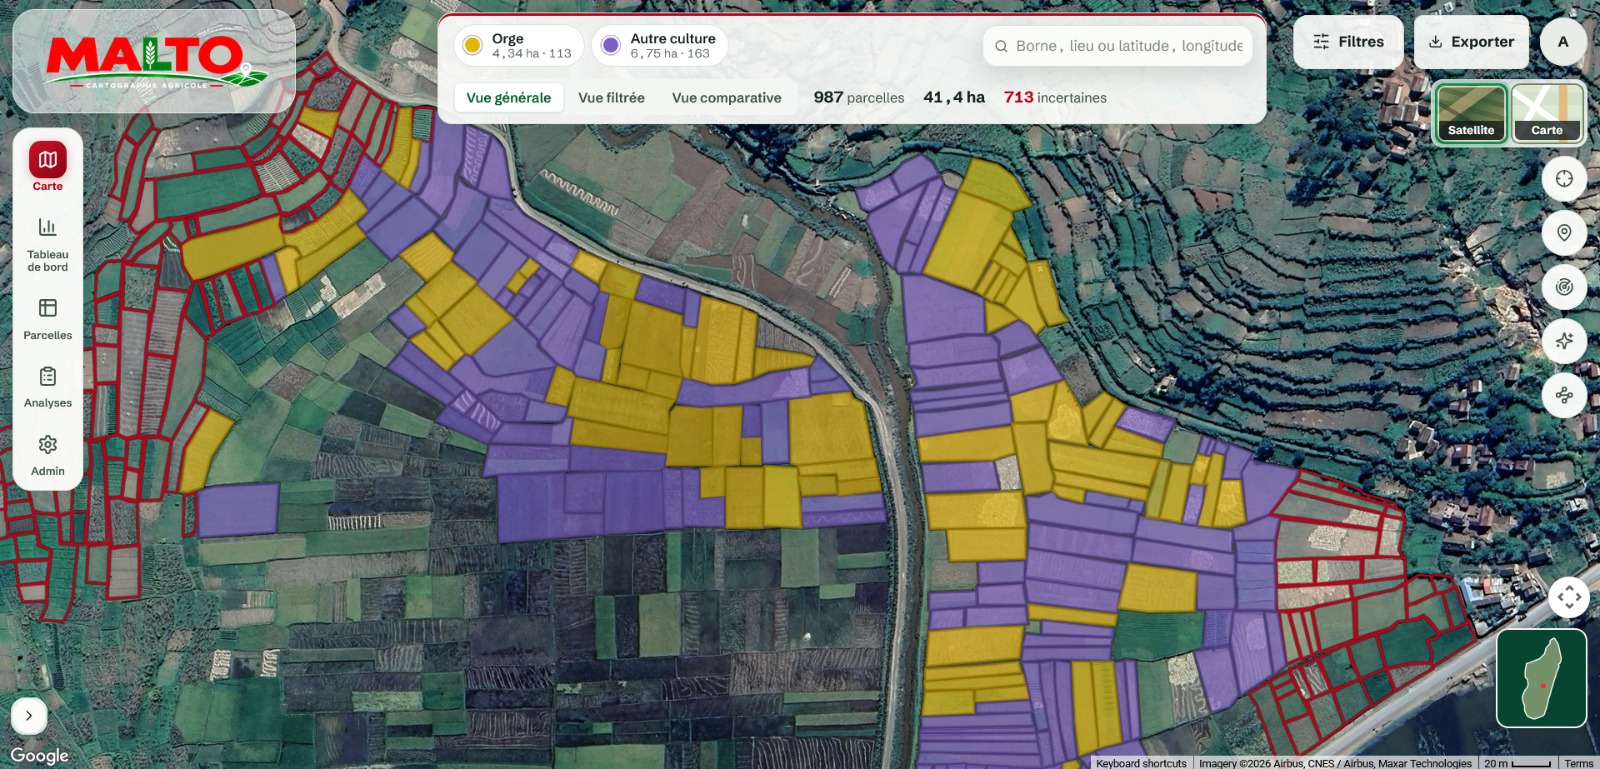 MALTO
CARTOGRAPHIE AGRICOLE
Orge
4,34 ha · 113
Autre culture
6,75 ha · 163
Borne, lieu ou latitude, longitude
Filtres
Exporter
A
Vue générale
Vue filtrée
Vue comparative
987 parcelles
41,4 ha
713 incertaines
Satellite
Carte
Carte
Tableau
de bord
Parcelles
Analyses
Admin
Google
Keyboard shortcuts
Imagery ©2026 Airbus, CNES / Airbus, Maxar Technologies
20 m
Terms